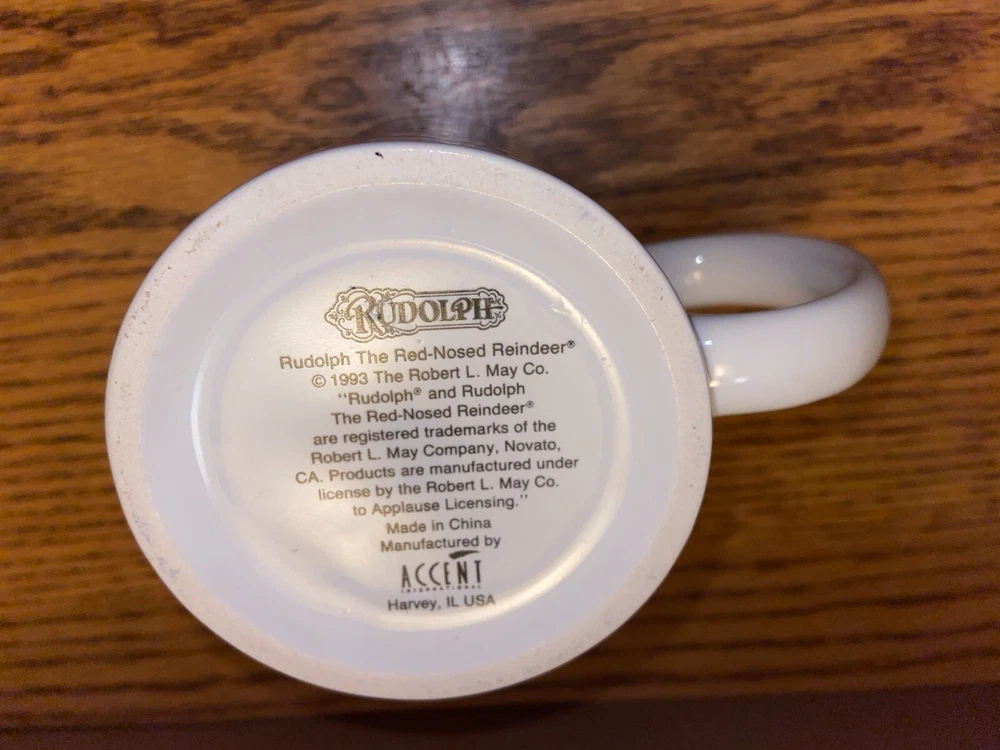 RUDOLPH
Rudolph The Red-Nosed Reindeer®
© 1993 The Robert L. May Co.
"Rudolph® and Rudolph
The Red-Nosed Reindeer®
are registered trademarks of the
Robert L. May Company, Novato,
CA. Products are manufactured under
license by the Robert L. May Co.
to Applause Licensing."
Made in China
Manufactured by
ACCENT
INTERNATIONAL
Harvey, IL USA